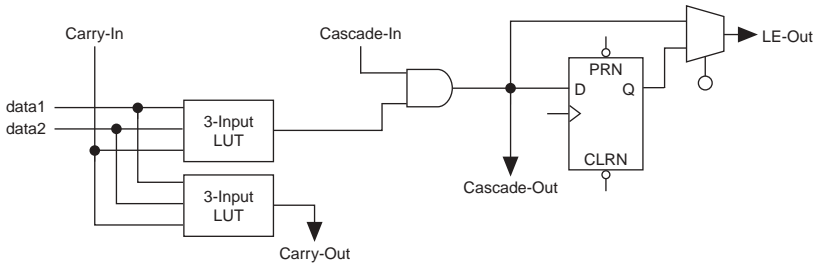 Carry-In
Cascade-In
LE-Out
data1
data2
3-Input
LUT
PRN
D
Q
CLRN
3-Input
LUT
Cascade-Out
Carry-Out